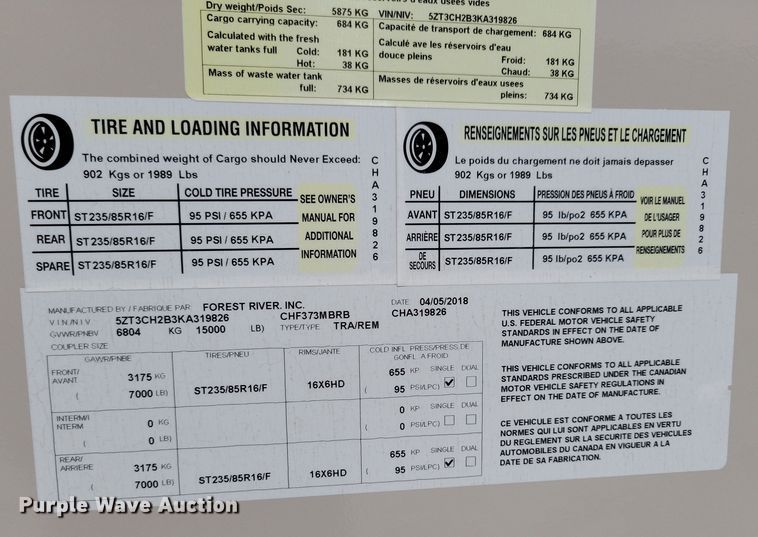 réservoirs d'eaux usées vides
Dry weight/Poids Sec: 5875 KG VIN/NIV: 5ZT3CH2B3KA319826
Cargo carrying capacity: 684 KG
Calculated with the fresh
water tanks full Cold: 181 KG
Hot: 38 KG
Mass of waste water tank
full: 734 KG
Capacité de transport de chargement: 684 KG
Calculé ave les réservoirs d'eau
douce pleins Froid: 181 KG
Chaud: 38 KG
Masses de réservoirs d'eaux usees
pleins: 734 KG
TIRE AND LOADING INFORMATION
The combined weight of Cargo should Never Exceed:
902 Kgs or 1989 Lbs
TIRE SIZE COLD TIRE PRESSURE
FRONT ST235/85R16/F 95 PSI / 655 KPA
REAR ST235/85R16/F 95 PSI / 655 KPA
SPARE ST235/85R16/F 95 PSI / 655 KPA
SEE OWNER'S
MANUAL FOR
ADDITIONAL
INFORMATION
CHA319826
RENSEIGNEMENTS SUR LES PNEUS ET LE CHARGEMENT
Le poids du chargement ne doit jamais depasser
902 Kgs or 1989 Lbs
PNEU DIMENSIONS PRESSION DES PNEUS À FROID
AVANT ST235/85R16/F 95 lb/po2 655 KPA
ARRIÈRE ST235/85R16/F 95 lb/po2 655 KPA
DE SECOURS ST235/85R16/F 95 lb/po2 655 KPA
VOIR LE MANUEL
DE L'USAGER
POUR PLUS DE
RENSEIGNEMENTS
CHA319826
MANUFACTURED BY / FABRIQUE PAR FOREST RIVER, INC. DATE 04/05/2018
VIN/NIV 5ZT3CH2B3KA319826 CHF373MBRB CHA319826
GVWR/PNBV 6804 KG 15000 LB) TYPE/TYPE TRA/REM
COUPLER SIZE
GAWR/PNBE TIRES/PNEU RIMS/JANTE COLD INFL PRESS/PRESS.DE
GONFL A FROID
FRONT/
AVANT 3175 KG 655 KP SINGLE DUAL
( 7000 LB) ST235/85R16/F 16X6HD ( 95 PSI/LPC)
INTERM/I
NTERM 0 KG 0 KP SINGLE DUAL
( 0 LB) ( 0 PSI/LPC)
REAR/
ARRIERE 3175 KG 655 KP SINGLE DUAL
( 7000 LB) ST235/85R16/F 16X6HD ( 95 PSI/LPC)
THIS VEHICLE CONFORMS TO ALL APPLICABLE
U.S. FEDERAL MOTOR VEHICLE SAFETY
STANDARDS IN EFFECT ON THE DATE OF
MANUFACTURE SHOWN ABOVE.
THIS VEHICLE CONFORMS TO ALL APPLICABLE
STANDARDS PRESCRIBED UNDER THE CANADIAN
MOTOR VEHICLE SAFETY REGULATIONS IN
EFFECT ON THE DATE OF MANUFACTURE.
CE VEHICULE EST CONFORME A TOUTES LES
NORMES QUI LUI SONT APPLICABLES EN VERTU
DU REGLEMENT SUR LA SECURITE DES VEHICULES
AUTOMOBILES DU CANADA EN VIGUEUR A LA
DATE DE SA FABRICATION.
Purple Wave Auction